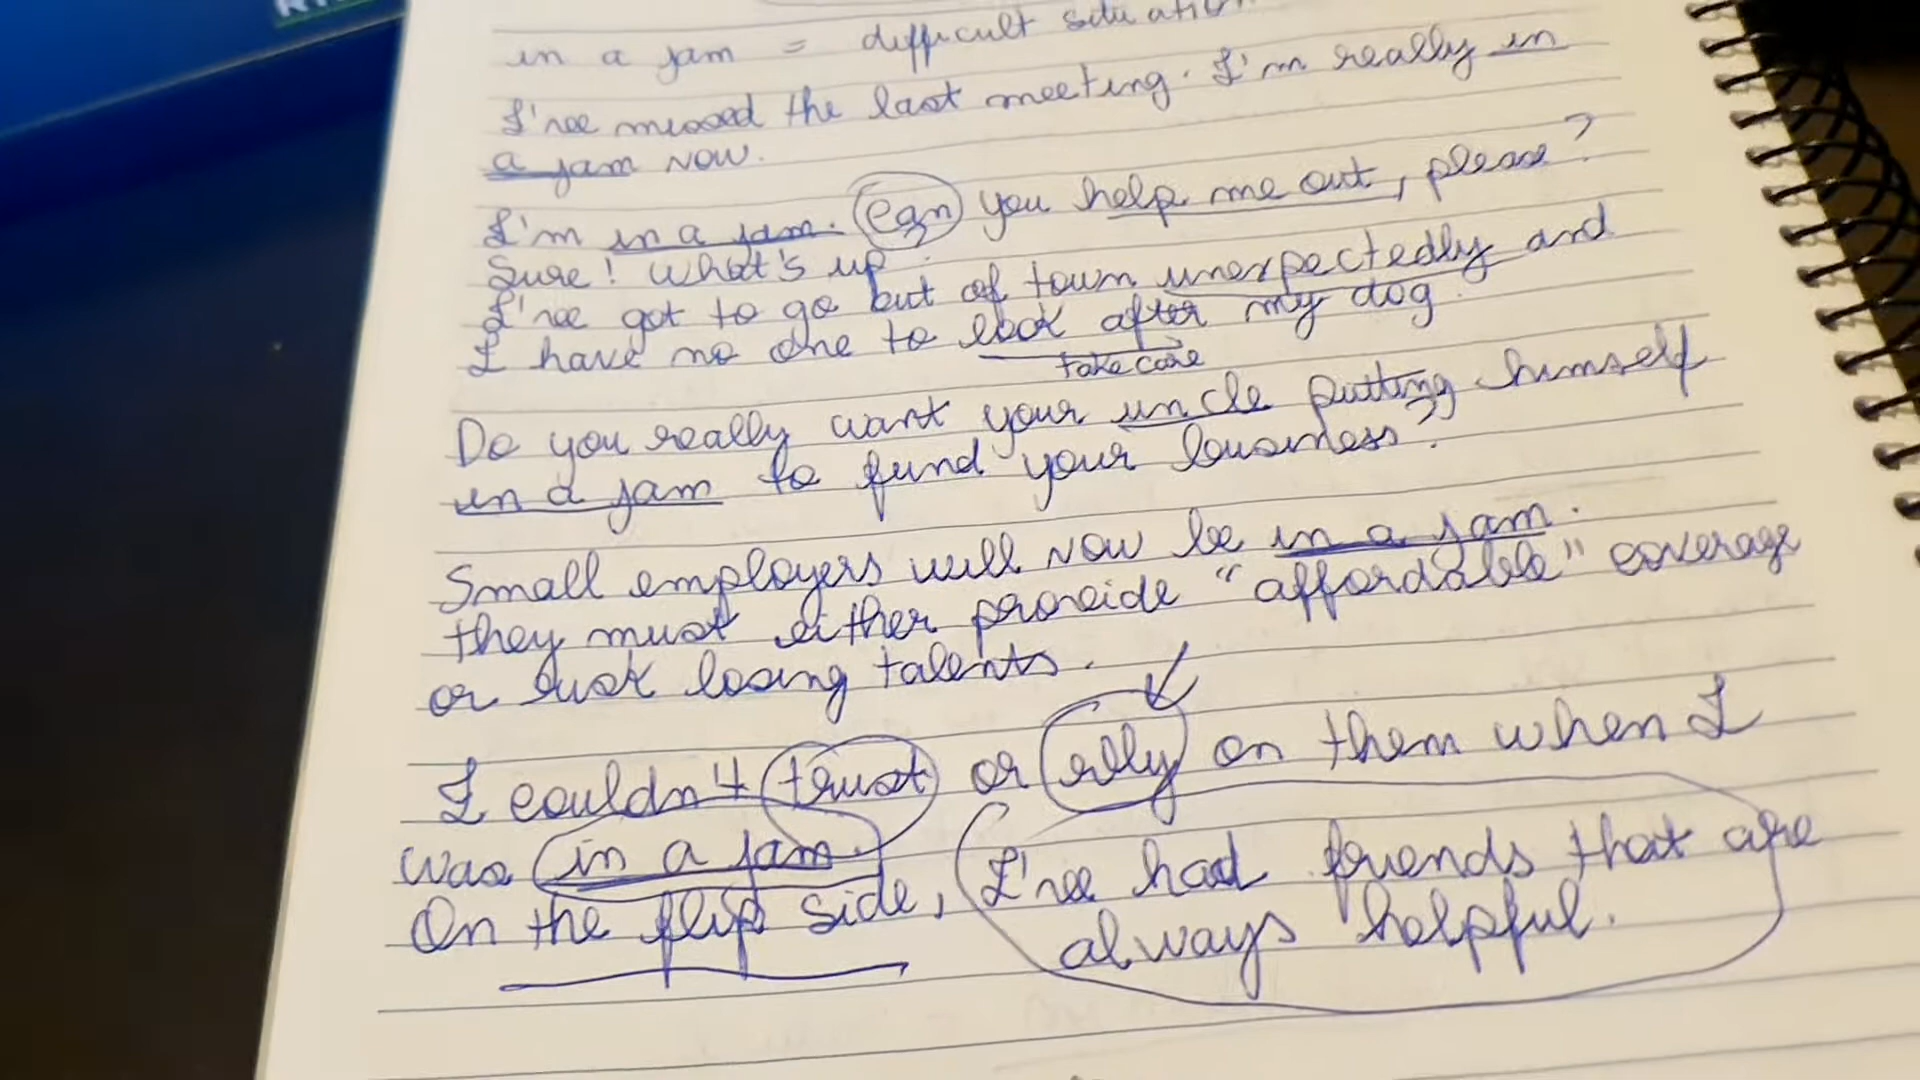 in a jam = difficult situation
I've missed the last meeting. I'm really in
a jam now.
I'm in a jam. Can you help me out, please?
Sure! What's up
I've got to go out of town unexpectedly and
I have no one to look after my dog.
take care
Do you really want your uncle putting himself
in a jam to fund your business?
Small employers will now be in a jam.
they must either provide "affordable" coverage
or risk losing talents.
I couldn't trust or rely on them when I
was in a jam.
On the flip side, I've had friends that are
always helpful.